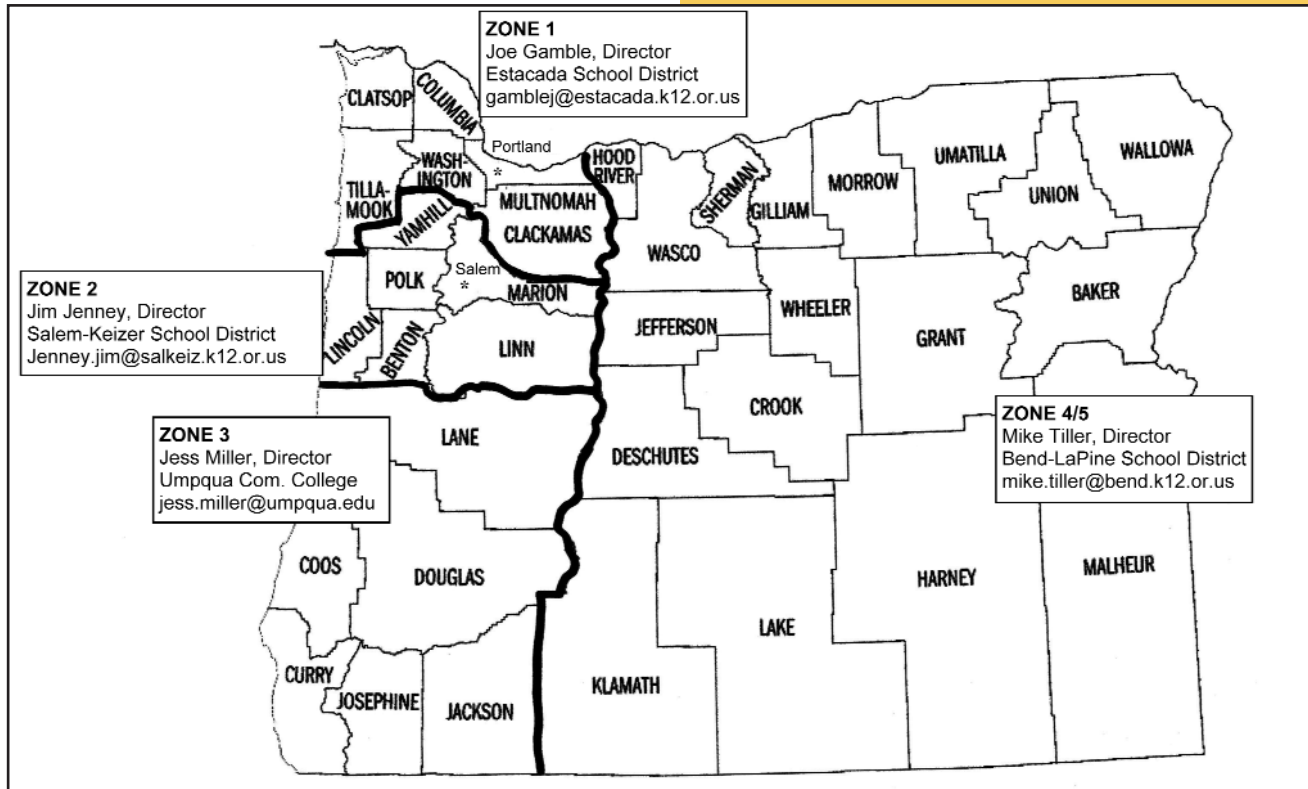 ZONE 1
Joe Gamble, Director
Estacada School District
gamblej@estacada.k12.or.us
CLATSOP
COLUMBIA
Portland
*
WASH-
INGTON
HOOD
RIVER
TILLA-
MOOK
MULTNOMAH
YAMHILL
CLACKAMAS
SHERMAN
GILLIAM
MORROW
UMATILLA
UNION
WALLOWA
WASCO
POLK
Salem
*
MARION
ZONE 2
Jim Jenney, Director
Salem-Keizer School District
Jenney.jim@salkeiz.k12.or.us
LINCOLN
BENTON
LINN
JEFFERSON
WHEELER
GRANT
BAKER
CROOK
ZONE 3
Jess Miller, Director
Umpqua Com. College
jess.miller@umpqua.edu
LANE
DESCHUTES
ZONE 4/5
Mike Tiller, Director
Bend-LaPine School District
mike.tiller@bend.k12.or.us
COOS
DOUGLAS
HARNEY
MALHEUR
LAKE
CURRY
JOSEPHINE
JACKSON
KLAMATH